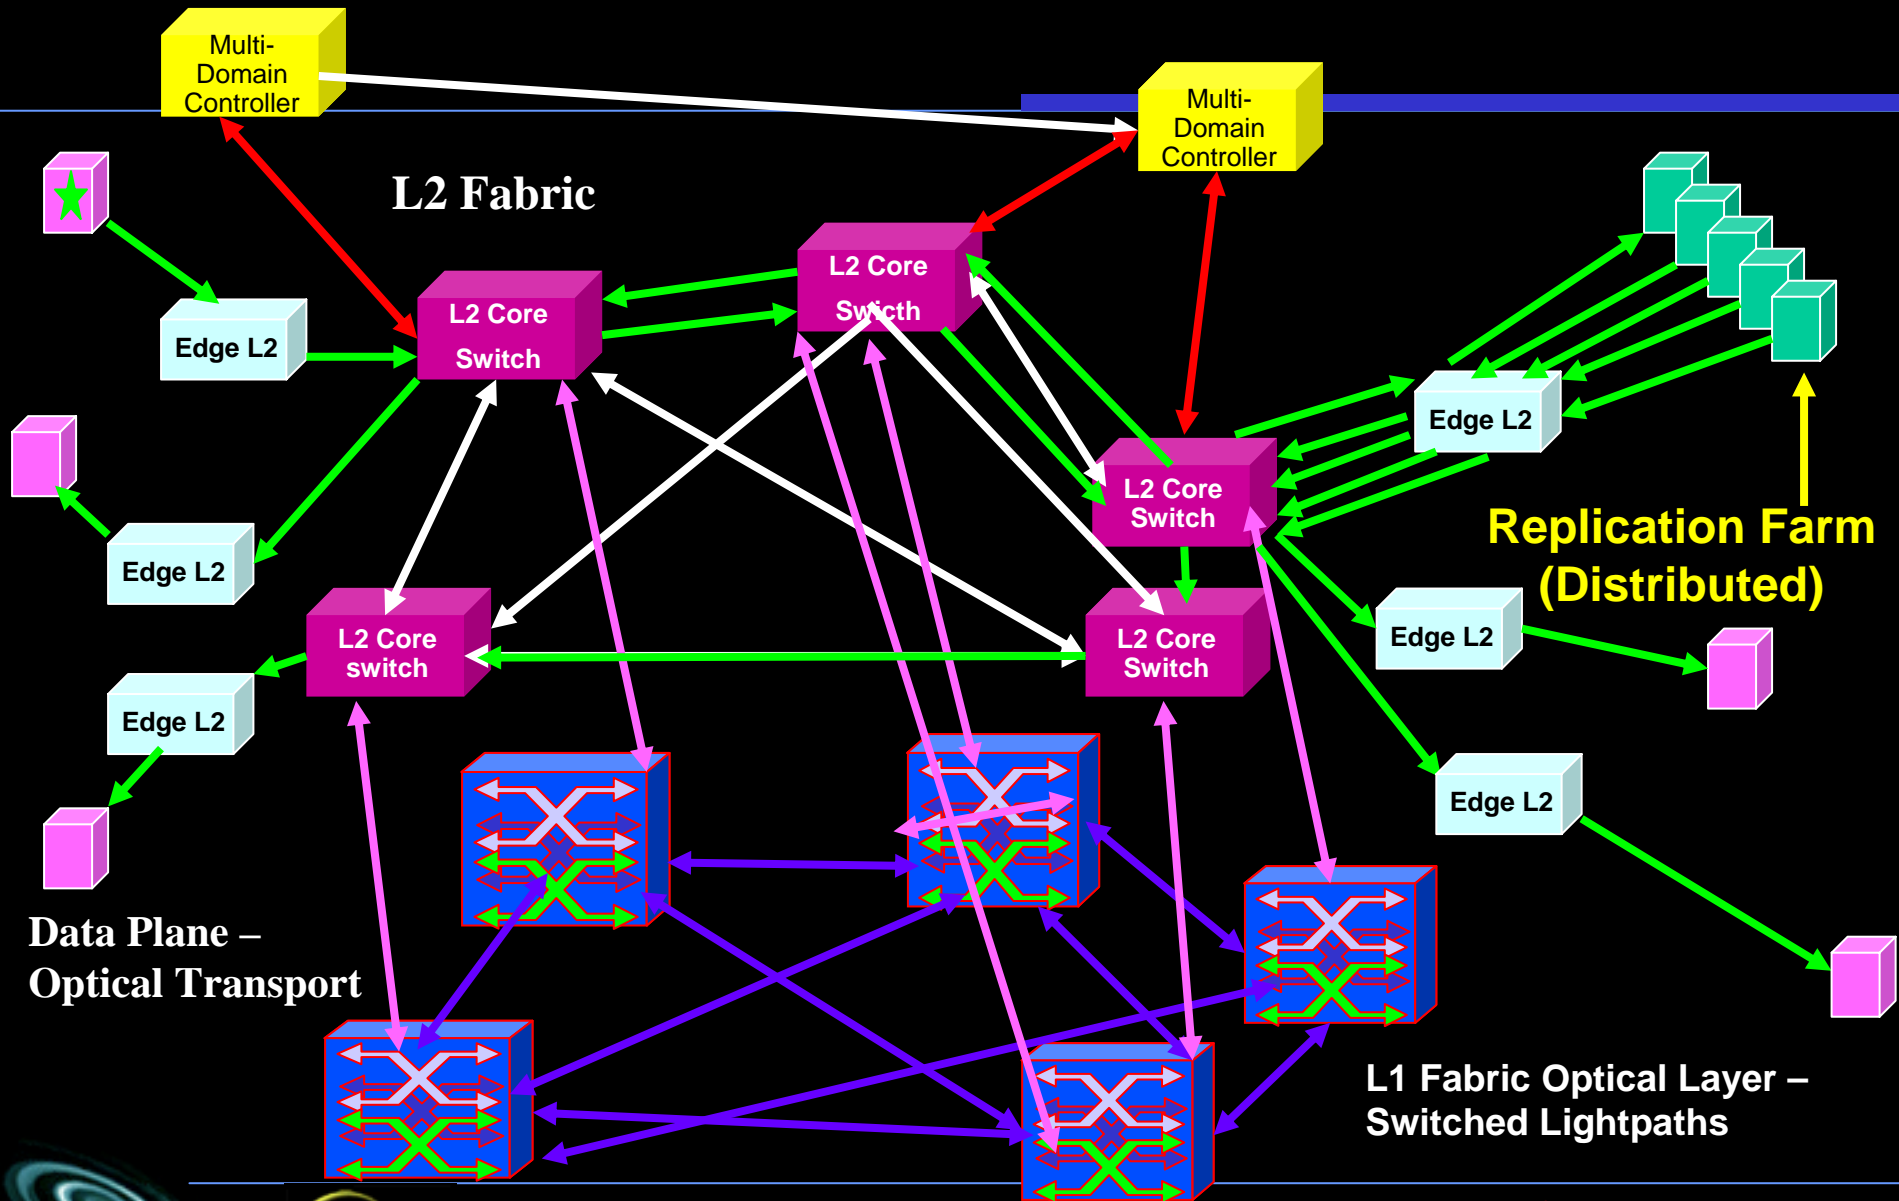 Multi-
Domain
Controller
Multi-
Domain
Controller
L2 Fabric
L2 Core
Swicth
L2 Core
Switch
Edge L2
Edge L2
L2 Core
Switch
Replication Farm
(Distributed)
Edge L2
L2 Core
switch
L2 Core
Switch
Edge L2
Edge L2
Edge L2
Data Plane –
Optical Transport
L1 Fabric Optical Layer –
Switched Lightpaths